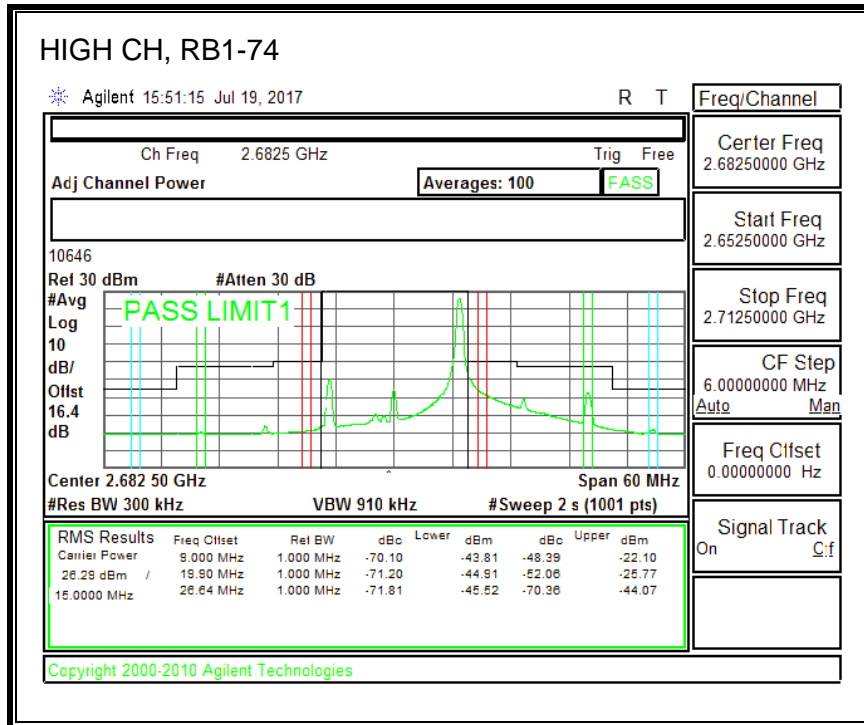 HIGH CH, RB1-74
Agilent 15:51:15 Jul 19, 2017 R T
Freq/Channel
Ch Freq 2.6825 GHz Trig Free
Adj Channel Power Averages: 100 PASS
10646
Ref 30 dBm #Atten 30 dB
#Avg
Log
10
dB/
Offst
16.4
dB
PASS LIMIT1
Center 2.682 50 GHz Span 60 MHz
#Res BW 300 kHz VBW 910 kHz #Sweep 2 s (1001 pts)
RMS Results Freq Offset Ref BW dBc Lower dBm dBc Upper dBm
Carrier Power 9.000 MHz 1.000 MHz -70.10 -43.81 -48.39 -22.10
26.29 dBm / 19.90 MHz 1.000 MHz -71.20 -44.91 -52.06 -25.77
15.0000 MHz 26.64 MHz 1.000 MHz -71.81 -45.52 -70.36 -44.07
Center Freq
2.68250000 GHz
Start Freq
2.65250000 GHz
Stop Freq
2.71250000 GHz
CF Step
6.00000000 MHz
Auto Man
Freq Offset
0.00000000 Hz
Signal Track
On Off
Copyright 2000-2010 Agilent Technologies